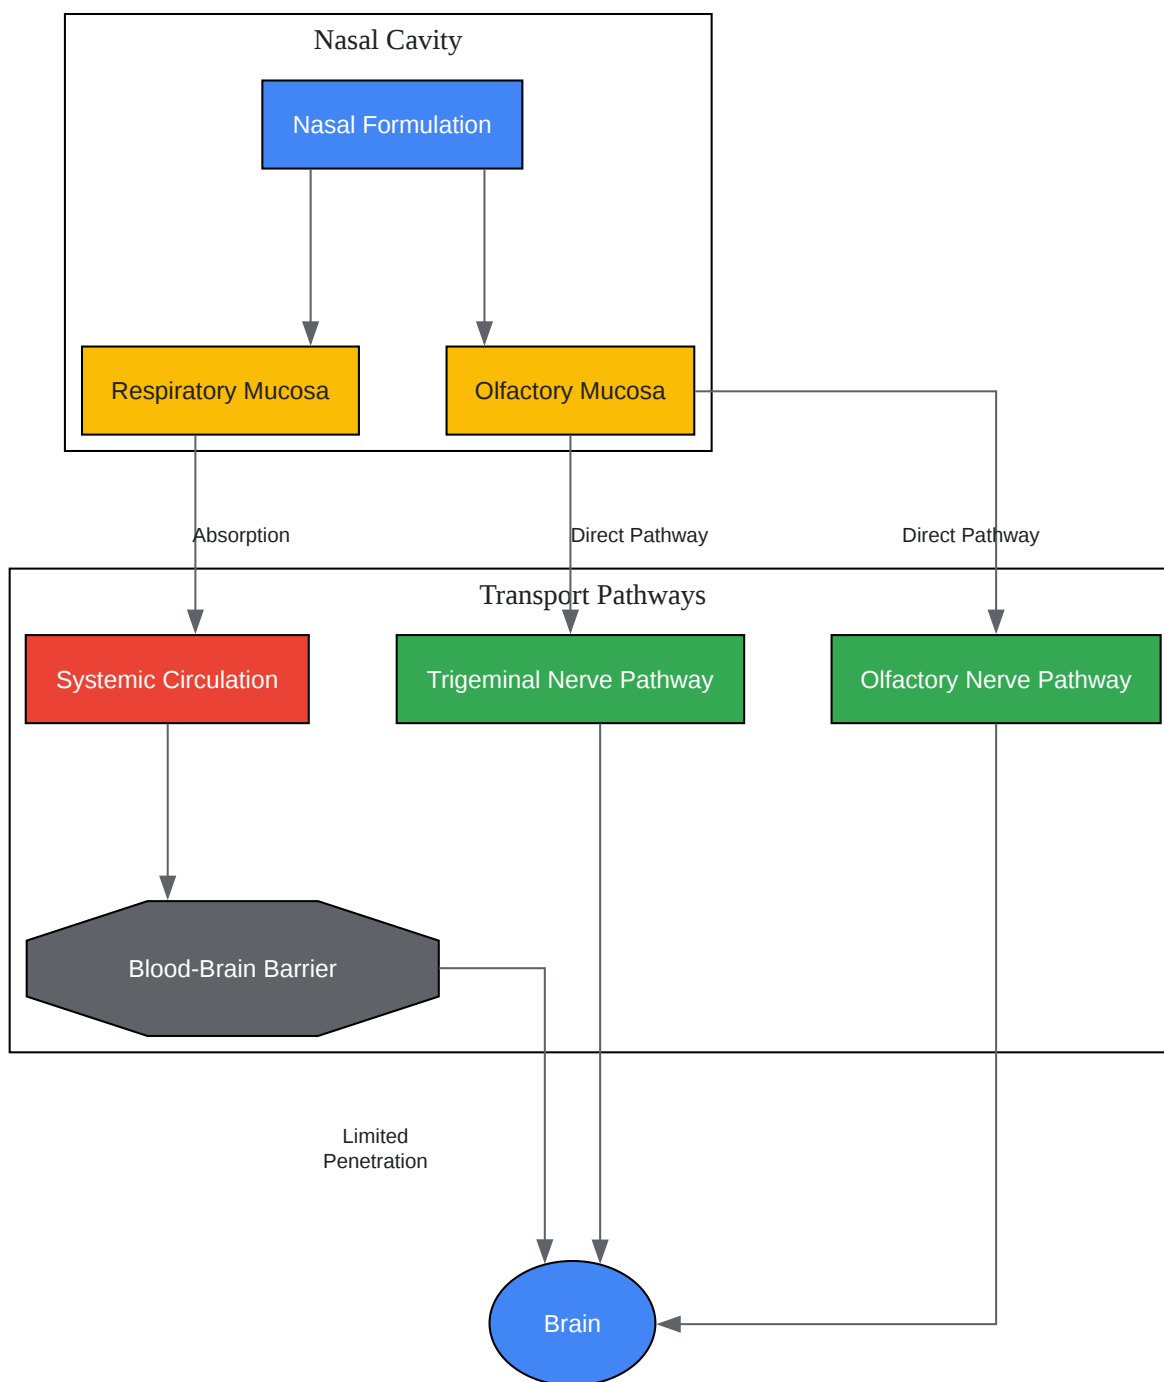 Nasal Cavity
Nasal Formulation
Respiratory Mucosa
Olfactory Mucosa
Absorption
Direct Pathway
Direct Pathway
Transport Pathways
Systemic Circulation
Trigeminal Nerve Pathway
Olfactory Nerve Pathway
Blood-Brain Barrier
Limited
Penetration
Brain